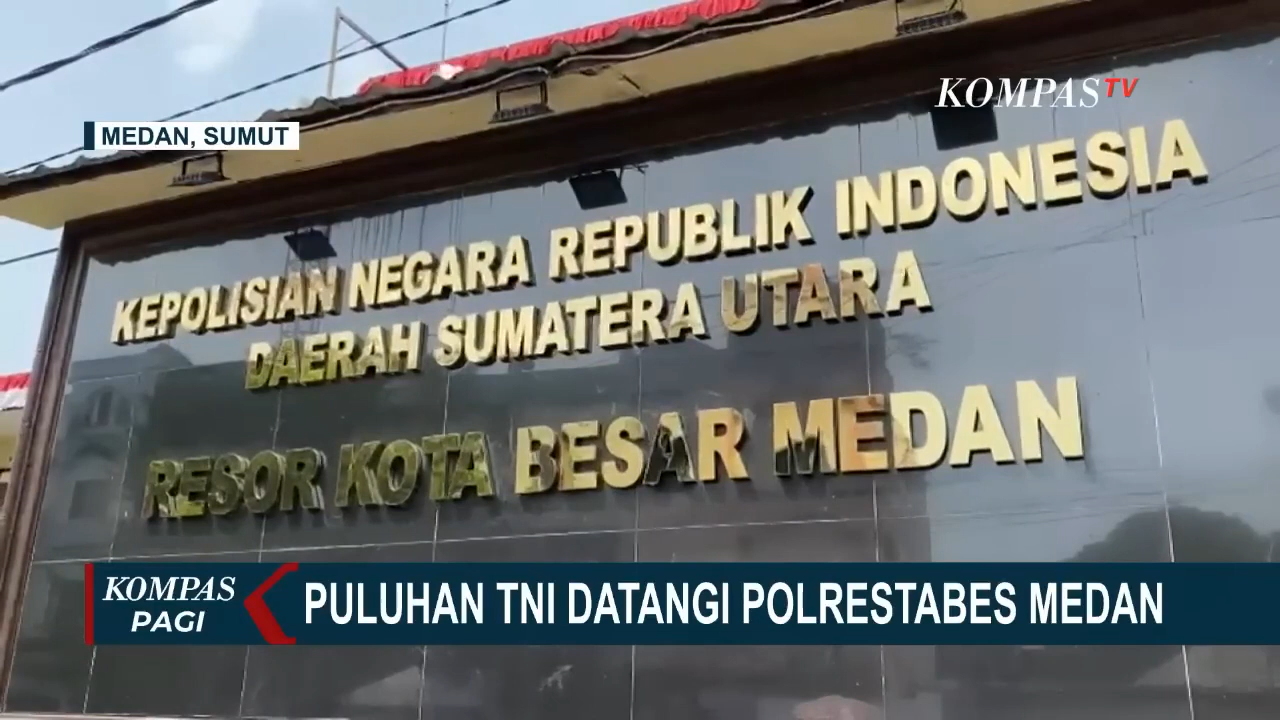 KOMPASTV
MEDAN, SUMUT
KEPOLISIAN NEGARA REPUBLIK INDONESIA
DAERAH SUMATERA UTARA
RESOR KOTA BESAR MEDAN
KOMPAS
PAGI
PULUHAN TNI DATANGI POLRESTABES MEDAN